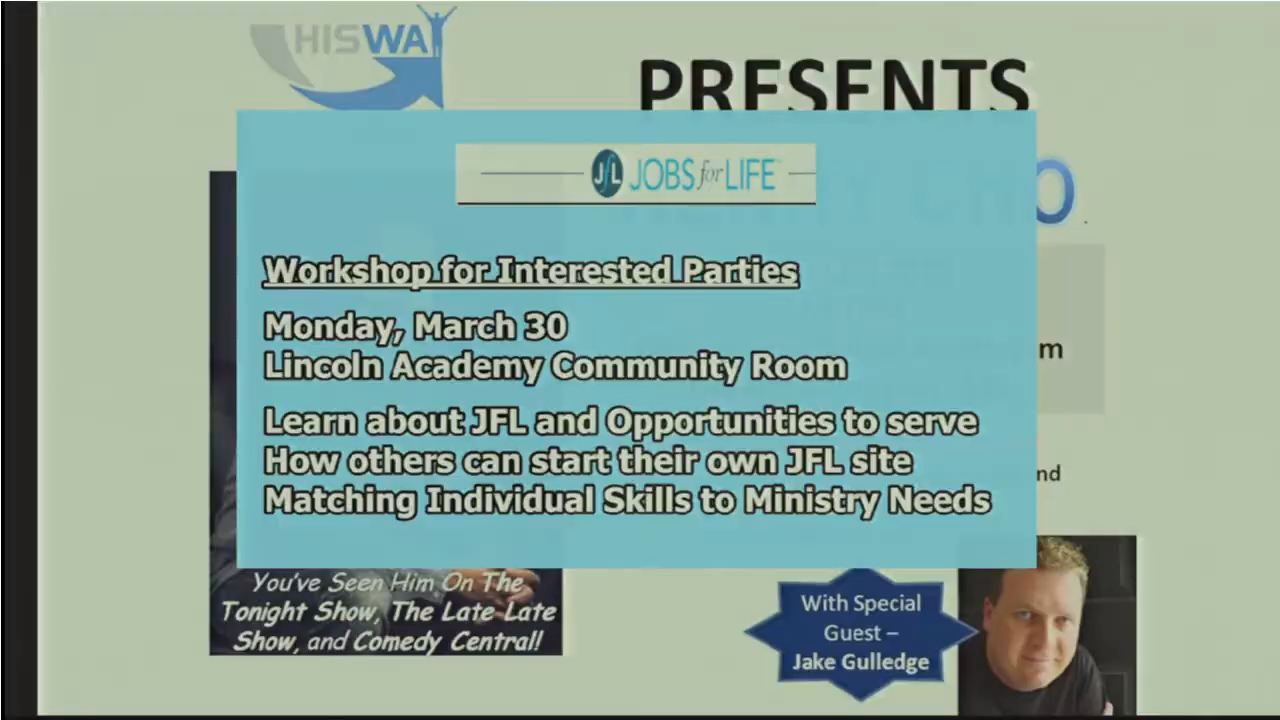 HISWA
PRESENTS
JfL JOBS for LIFE
Workshop for Interested Parties
Monday, March 30
Lincoln Academy Community Room
Learn about JFL and Opportunities to serve
How others can start their own JFL site
Matching Individual Skills to Ministry Needs
m
nd
You've Seen Him On The
Tonight Show, The Late Late
Show, and Comedy Central!
With Special
Guest –
Jake Gulledge